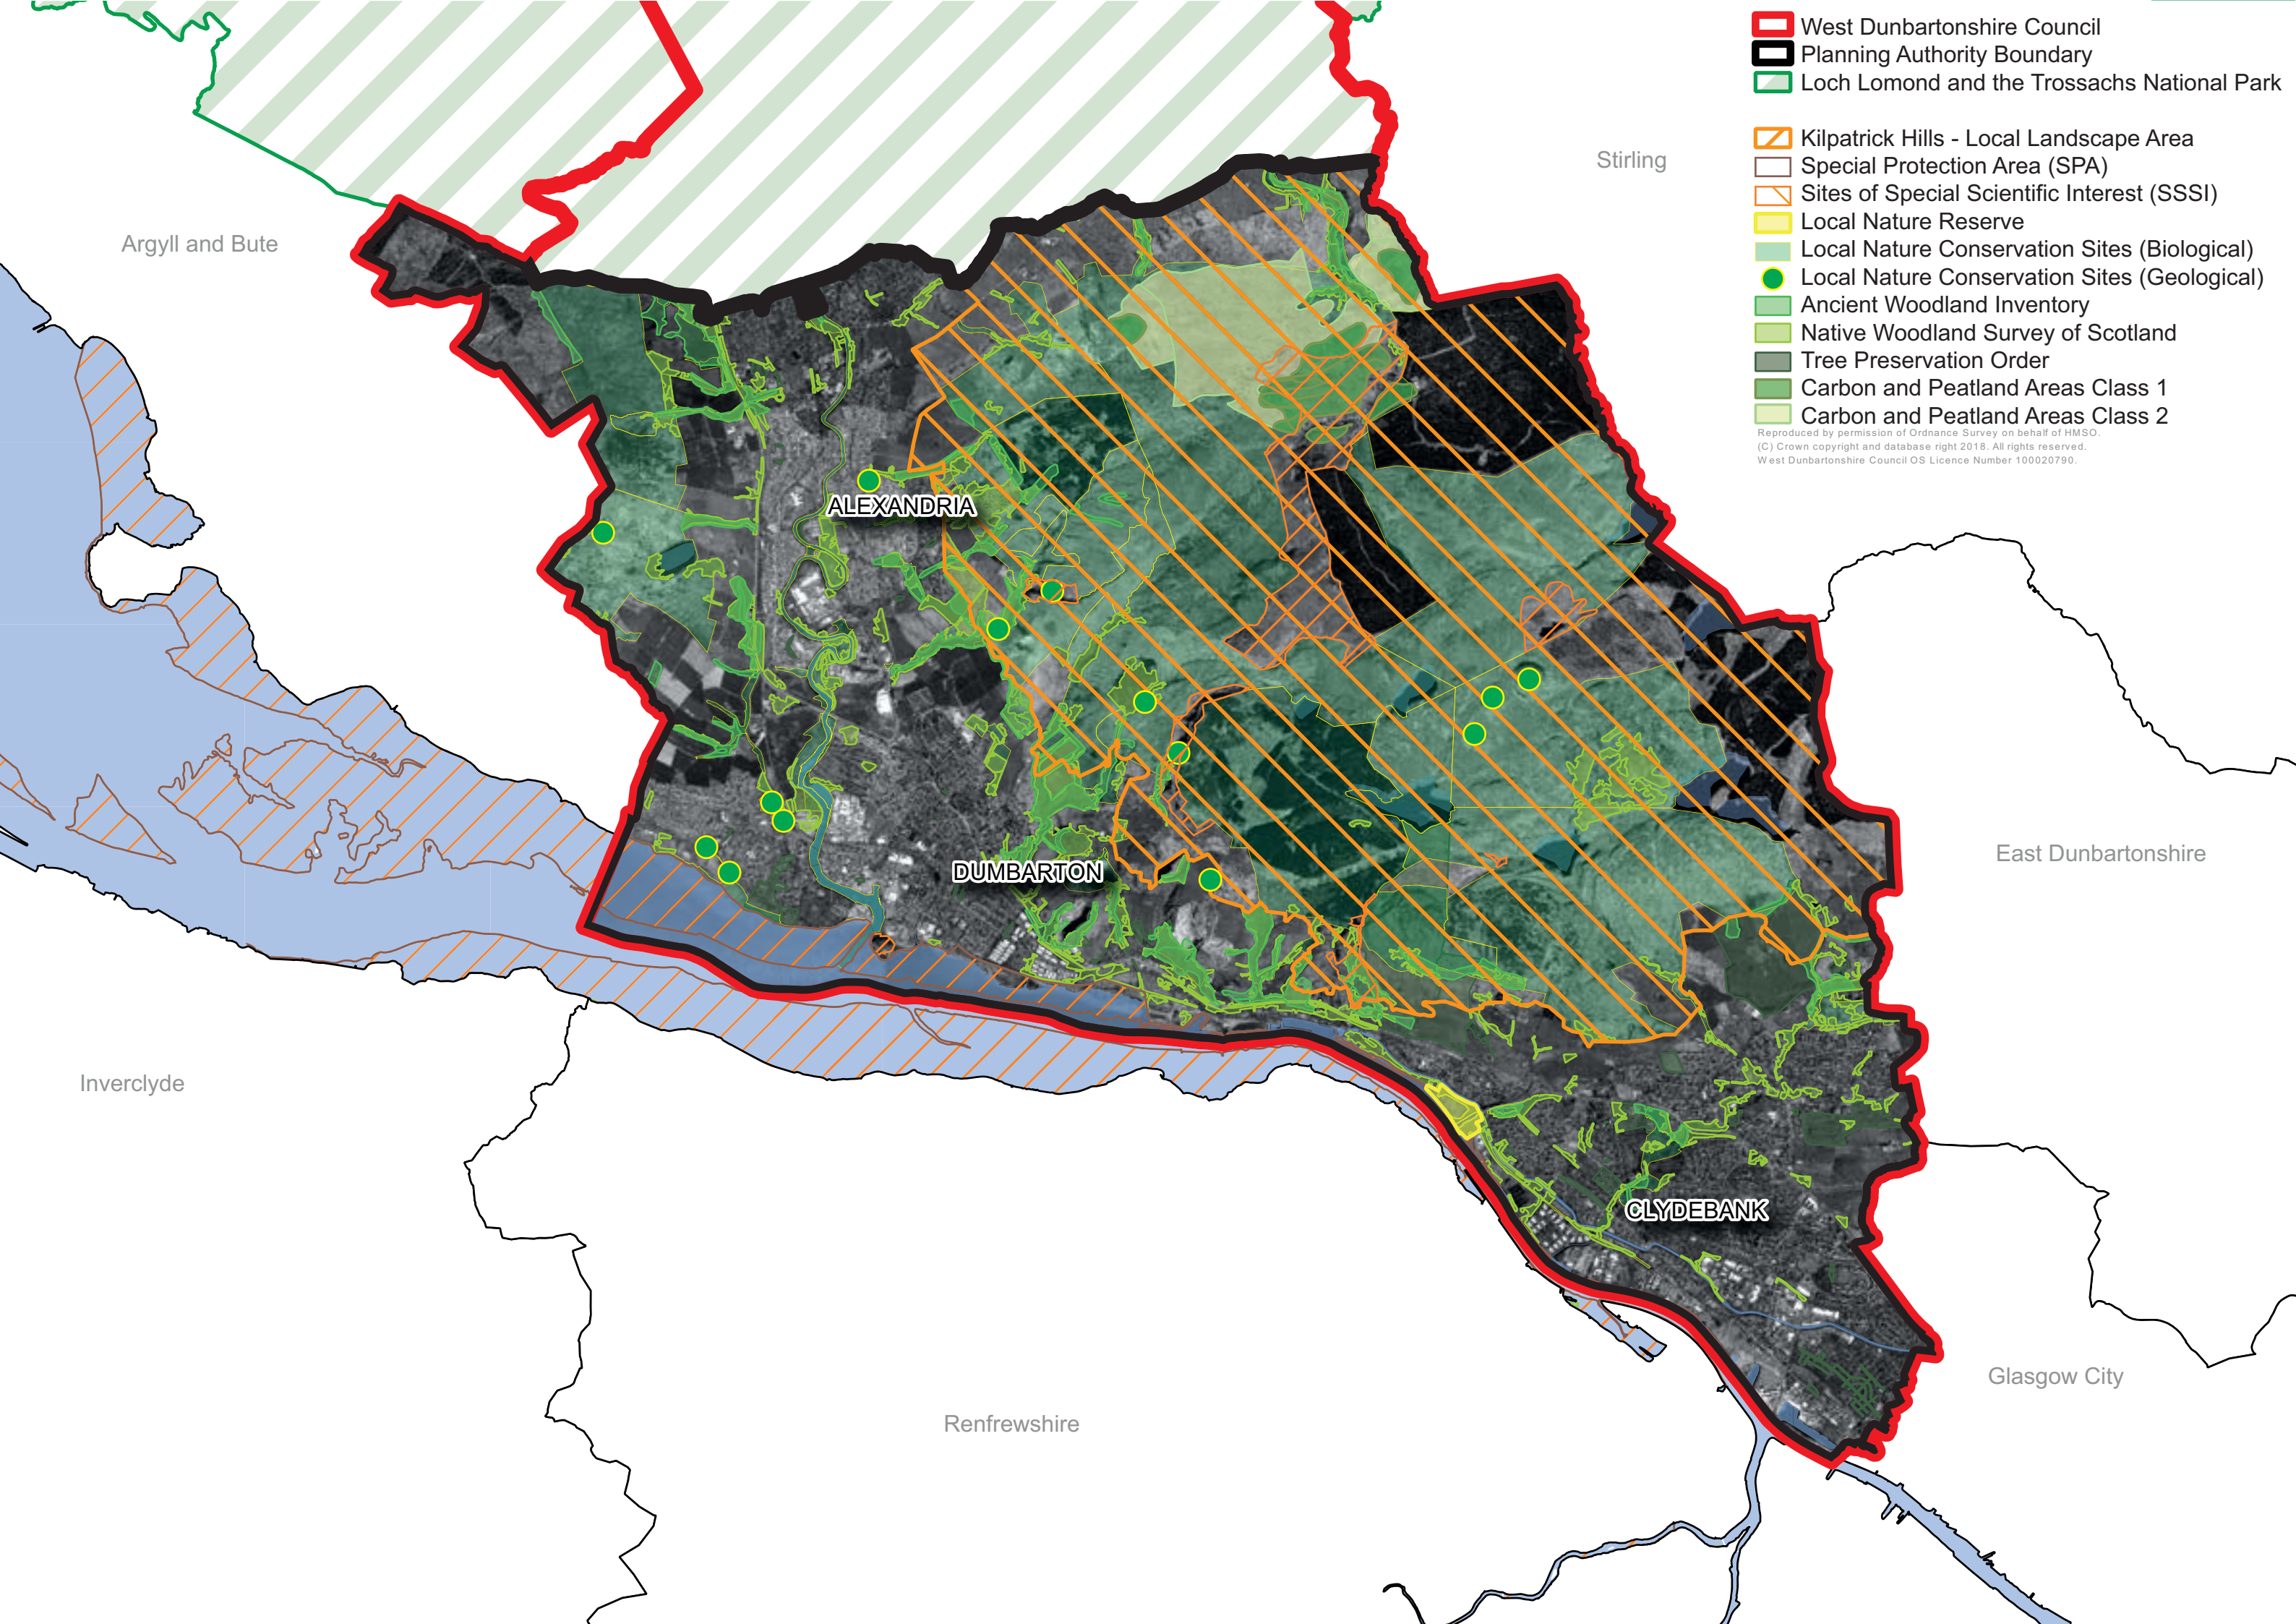 West Dunbartonshire Council
Planning Authority Boundary
Loch Lomond and the Trossachs National Park
Kilpatrick Hills - Local Landscape Area
Special Protection Area (SPA)
Sites of Special Scientific Interest (SSSI)
Local Nature Reserve
Local Nature Conservation Sites (Biological)
Local Nature Conservation Sites (Geological)
Ancient Woodland Inventory
Native Woodland Survey of Scotland
Tree Preservation Order
Carbon and Peatland Areas Class 1
Carbon and Peatland Areas Class 2
Reproduced by permission of Ordnance Survey on behalf of HMSO.
(C) Crown copyright and database right 2018. All rights reserved.
West Dunbartonshire Council OS Licence Number 100020790.
Stirling
Argyll and Bute
ALEXANDRIA
East Dunbartonshire
DUMBARTON
Inverclyde
CLYDEBANK
Glasgow City
Renfrewshire